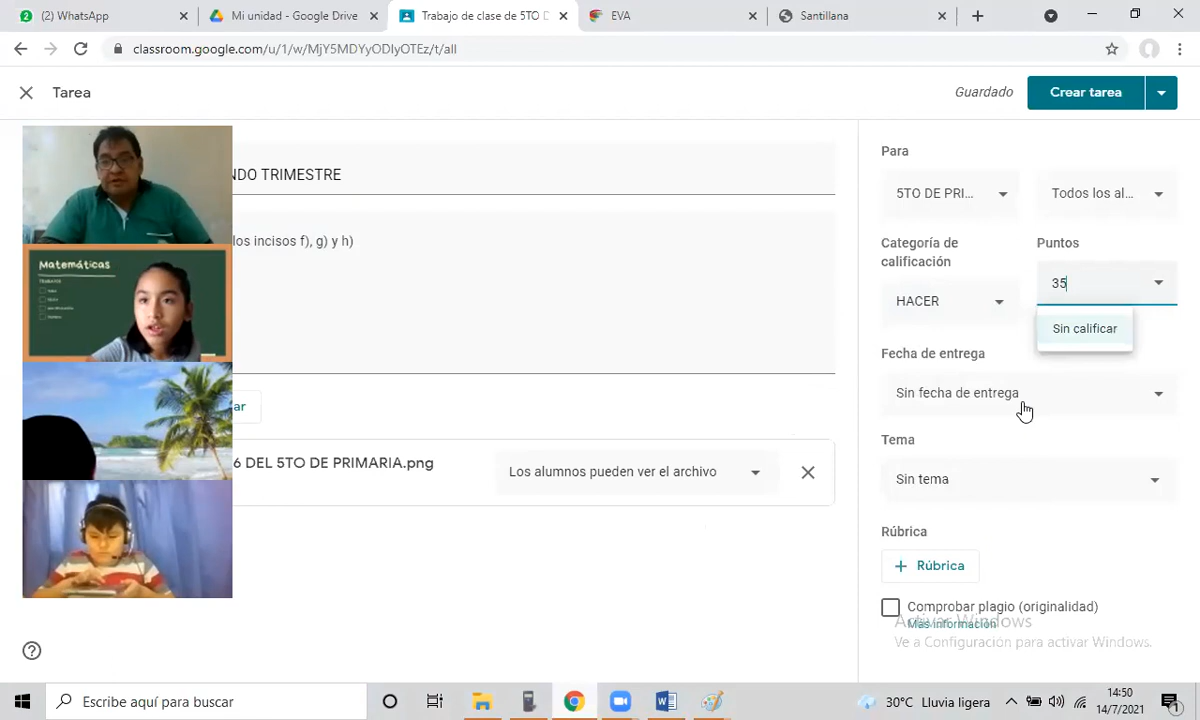 (2) WhatsApp
Mi unidad - Google Drive
Trabajo de clase de 5TO D
EVA
Santillana
classroom.google.com/u/1/w/MjY5MDYyODIyOTEz/t/all
Tarea
Guardado
Crear tarea
NDO TRIMESTRE
los incisos f), g) y h)
Matemáticas
ar
6 DEL 5TO DE PRIMARIA.png
Los alumnos pueden ver el archivo
Para
5TO DE PRI...
Todos los al...
Categoría de
calificación
Puntos
35
HACER
Sin calificar
Fecha de entrega
Sin fecha de entrega
Tema
Sin tema
Rúbrica
+ Rúbrica
Comprobar plagio (originalidad)
Más información
Activar Windows
Ve a Configuración para activar Windows.
Escribe aquí para buscar
30°C Lluvia ligera
14:50
14/7/2021
1